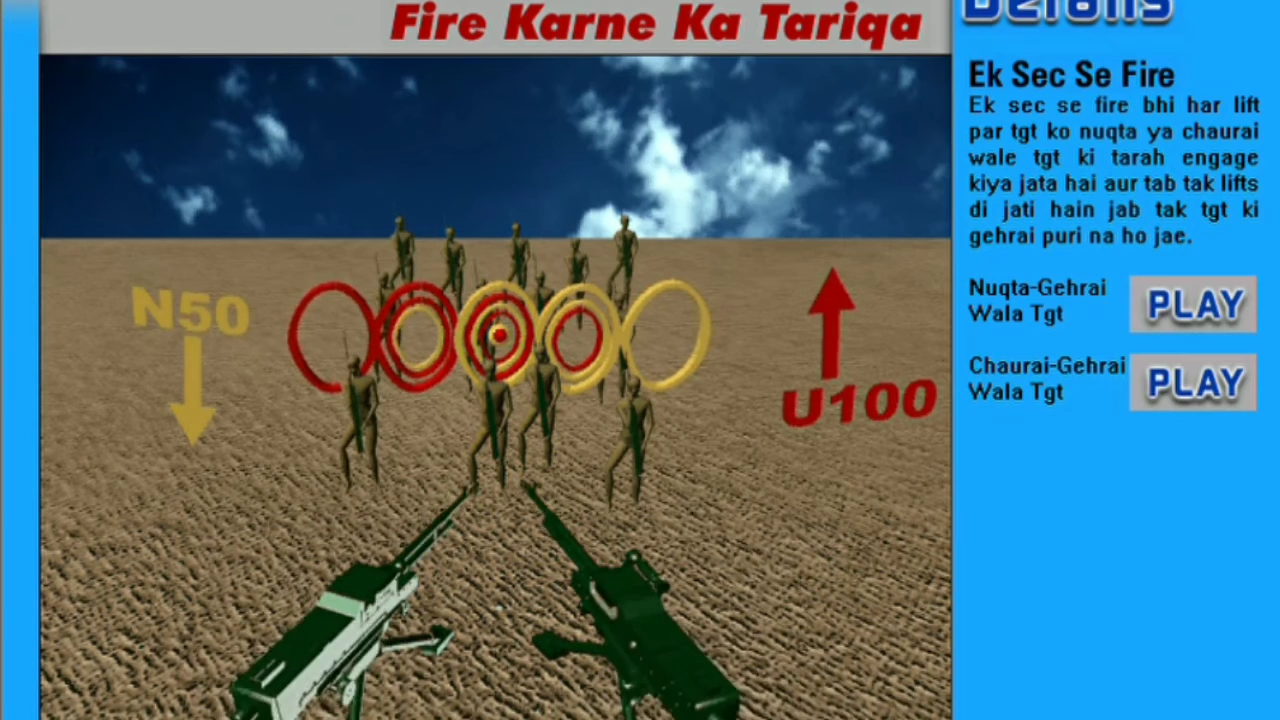 Fire Karne Ka Tariqa
Details
Ek Sec Se Fire
Ek sec se fire bhi har lift
par tgt ko nuqta ya chaurai
wale tgt ki tarah engage
kiya jata hai aur tab tak lifts
di jati hain jab tak tgt ki
gehrai puri na ho jae.
N50
U100
Nuqta-Gehrai
Wala Tgt
PLAY
Chaurai-Gehrai
Wala Tgt
PLAY